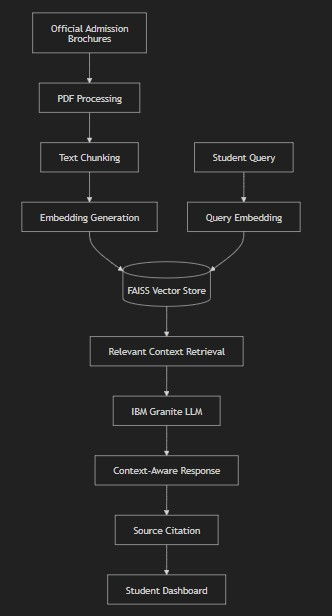 Official Admission
Brochures
PDF Processing
Text Chunking
Student Query
Embedding Generation
Query Embedding
FAISS Vector Store
Relevant Context Retrieval
IBM Granite LLM
Context-Aware Response
Source Citation
Student Dashboard